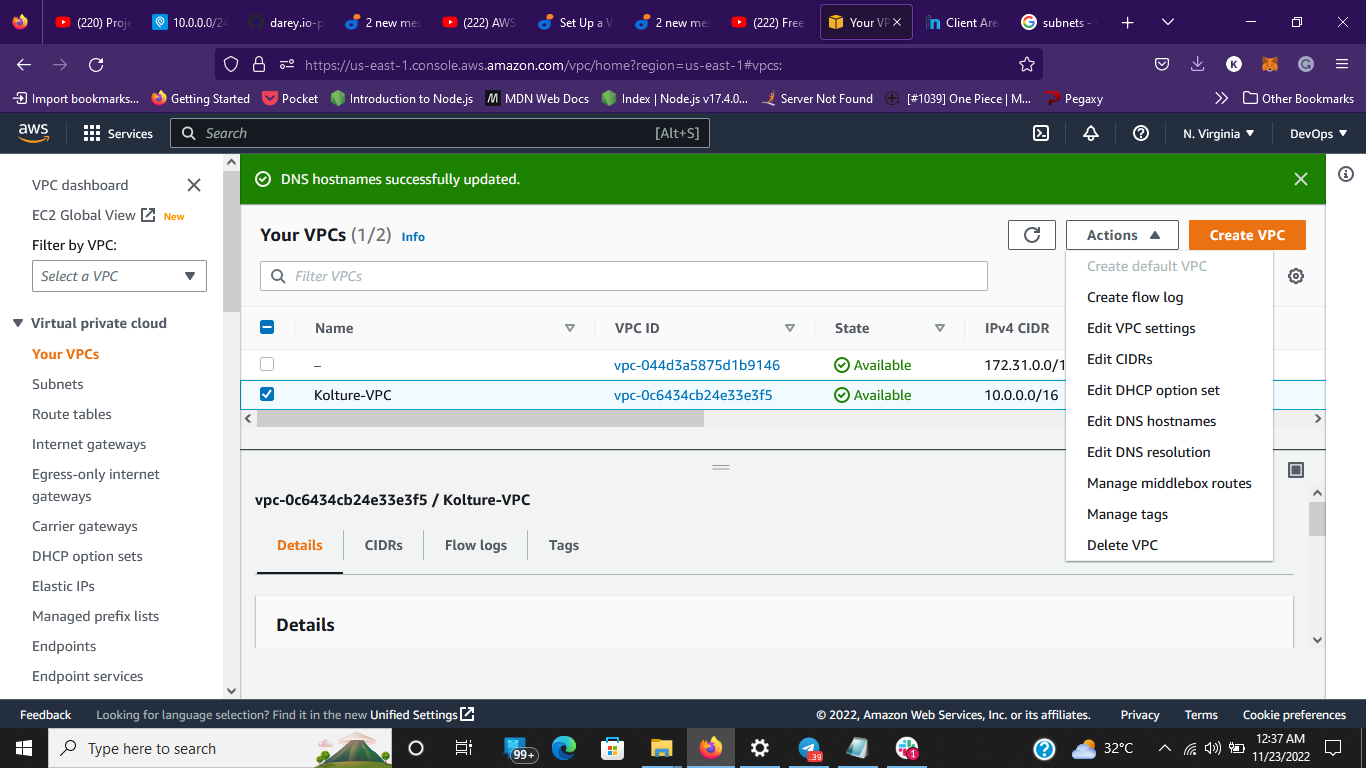 (220) Proje
10.0.0.0/24
darey.io-p
2 new mes
(222) AWS
Set Up a V
2 new mes
(222) Free
Your VP
Client Area
subnets -
https://us-east-1.console.aws.amazon.com/vpc/home?region=us-east-1#vpcs:
Import bookmarks...
Getting Started
Pocket
Introduction to Node.js
MDN Web Docs
Index | Node.js v17.4.0...
Server Not Found
[#1039] One Piece | M...
Pegaxy
Other Bookmarks
aws
Services
Search
[Alt+S]
N. Virginia
DevOps
VPC dashboard
EC2 Global View
New
Filter by VPC:
Select a VPC
Virtual private cloud
Your VPCs
Subnets
Route tables
Internet gateways
Egress-only internet
gateways
Carrier gateways
DHCP option sets
Elastic IPs
Managed prefix lists
Endpoints
Endpoint services
DNS hostnames successfully updated.
Your VPCs (1/2) Info
Actions
Create VPC
Filter VPCs
Name
VPC ID
State
IPv4 CIDR
–
vpc-044d3a5875d1b9146
Available
172.31.0.0/1
Kolture-VPC
vpc-0c6434cb24e33e3f5
Available
10.0.0.0/16
Create default VPC
Create flow log
Edit VPC settings
Edit CIDRs
Edit DHCP option set
Edit DNS hostnames
Edit DNS resolution
Manage middlebox routes
Manage tags
Delete VPC
vpc-0c6434cb24e33e3f5 / Kolture-VPC
Details
CIDRs
Flow logs
Tags
Details
Feedback
Looking for language selection? Find it in the new Unified Settings
© 2022, Amazon Web Services, Inc. or its affiliates.
Privacy
Terms
Cookie preferences
Type here to search
99+
39
1
32°C
12:37 AM
11/23/2022